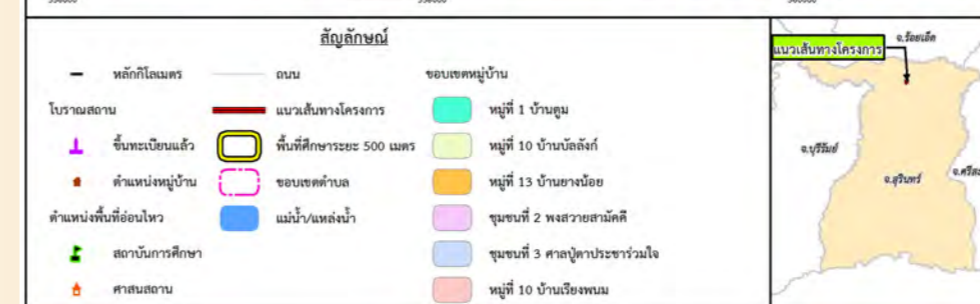 สัญลักษณ์
หลักกิโลเมตร
ถนน
ขอบเขตหมู่บ้าน
โบราณสถาน
แนวเส้นทางโครงการ
หมู่ที่ 1 บ้านตูม
ขึ้นทะเบียนแล้ว
พื้นที่ศึกษาระยะ 500 เมตร
หมู่ที่ 10 บ้านบัลลังก์
ตำแหน่งหมู่บ้าน
ขอบเขตตำบล
หมู่ที่ 13 บ้านยางน้อย
ตำแหน่งพื้นที่อ่อนไหว
แม่น้ำ/แหล่งน้ำ
ชุมชนที่ 2 พงสวายสามัคคี
สถาบันการศึกษา
ชุมชนที่ 3 ศาลปู่ตาประชาร่วมใจ
ศาสนสถาน
หมู่ที่ 10 บ้านเรียงพนม
จ.ร้อยเอ็ด
แนวเส้นทางโครงการ
จ.บุรีรัมย์
จ.สุรินทร์